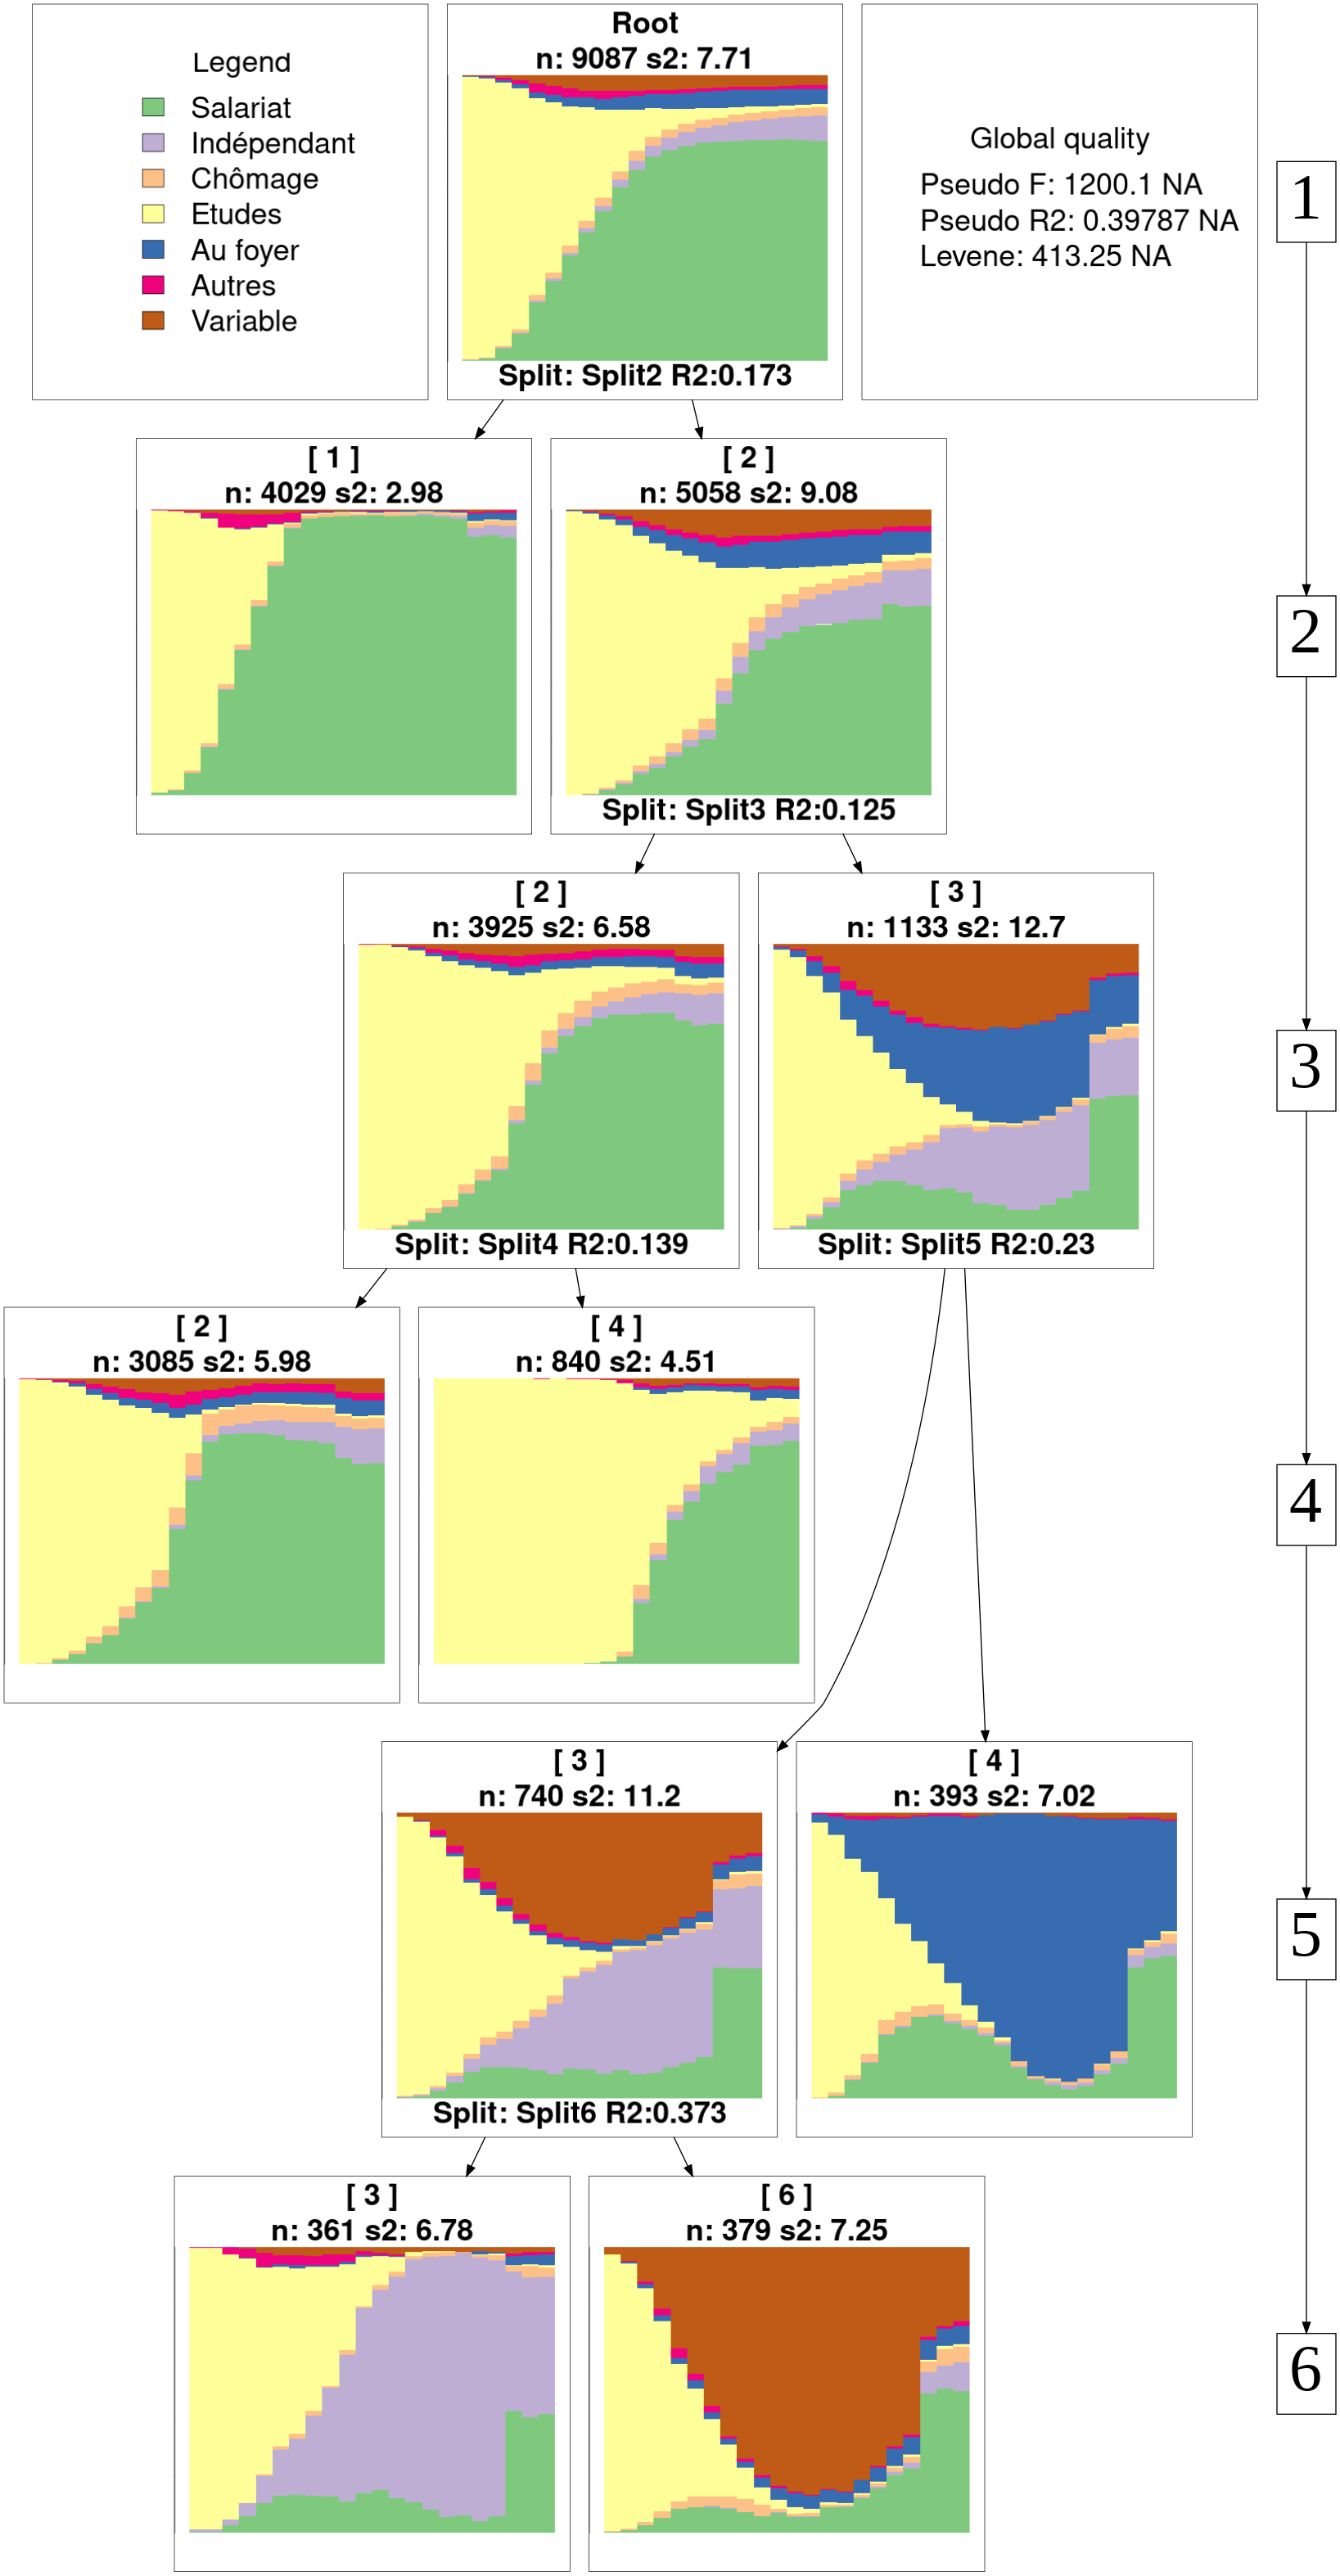 Legend
Salariat
Indépendant
Chômage
Etudes
Au foyer
Autres
Variable
Root
n: 9087 s2: 7.71
Split: Split2 R2:0.173
Global quality
Pseudo F: 1200.1 NA
Pseudo R2: 0.39787 NA
Levene: 413.25 NA
1
[ 1 ]
n: 4029 s2: 2.98
[ 2 ]
n: 5058 s2: 9.08
Split: Split3 R2:0.125
2
[ 2 ]
n: 3925 s2: 6.58
Split: Split4 R2:0.139
[ 3 ]
n: 1133 s2: 12.7
Split: Split5 R2:0.23
3
[ 2 ]
n: 3085 s2: 5.98
[ 4 ]
n: 840 s2: 4.51
4
[ 3 ]
n: 740 s2: 11.2
Split: Split6 R2:0.373
[ 4 ]
n: 393 s2: 7.02
5
[ 3 ]
n: 361 s2: 6.78
[ 6 ]
n: 379 s2: 7.25
6